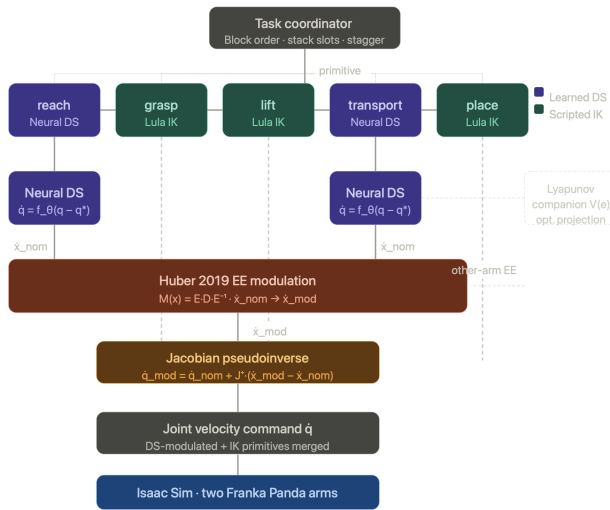 Task coordinator
Block order · stack slots · stagger
primitive
reach
Neural DS
grasp
Lula IK
lift
Lula IK
transport
Neural DS
place
Lula IK
Learned DS
Scripted IK
Neural DS
q̇ = f_θ(q − q*)
Neural DS
q̇ = f_θ(q − q*)
Lyapunov
companion V(e)
opt. projection
ẋ_nom
ẋ_nom
other-arm EE
Huber 2019 EE modulation
M(x) = E·D·E⁻¹ · ẋ_nom → ẋ_mod
ẋ_mod
Jacobian pseudoinverse
q̇_mod = q̇_nom + J⁺·(ẋ_mod − ẋ_nom)
Joint velocity command q̇
DS-modulated + IK primitives merged
Isaac Sim · two Franka Panda arms